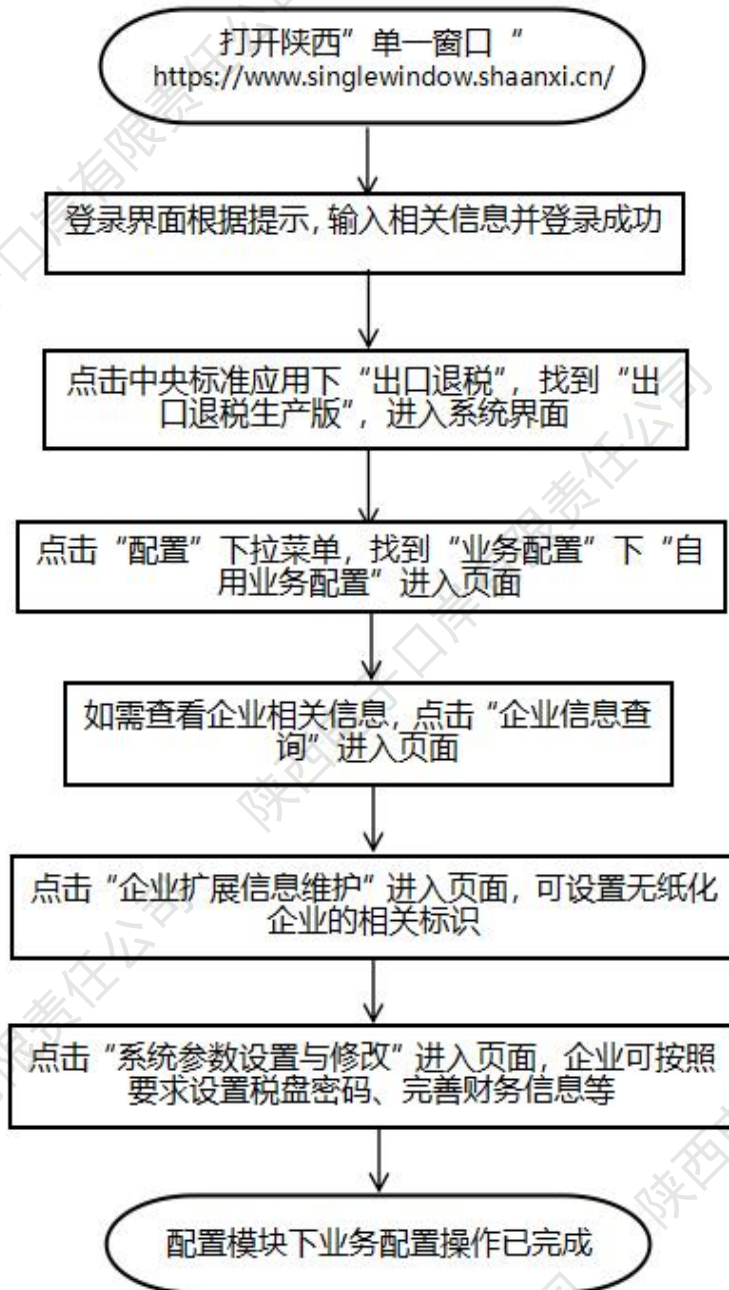 打开陕西”单一窗口“
https://www.singlewindow.shaanxi.cn/
登录界面根据提示，输入相关信息并登录成功
点击中央标准应用下“出口退税”，找到“出
口退税生产版”，进入系统界面
点击“配置”下拉菜单，找到“业务配置”下“自
用业务配置”进入页面
如需查看企业相关信息，点击“企业信息查
询”进入页面
点击“企业扩展信息维护”进入页面，可设置无纸化
企业的相关标识
点击“系统参数设置与修改”进入页面，企业可按照
要求设置税盘密码、完善财务信息等
配置模块下业务配置操作已完成